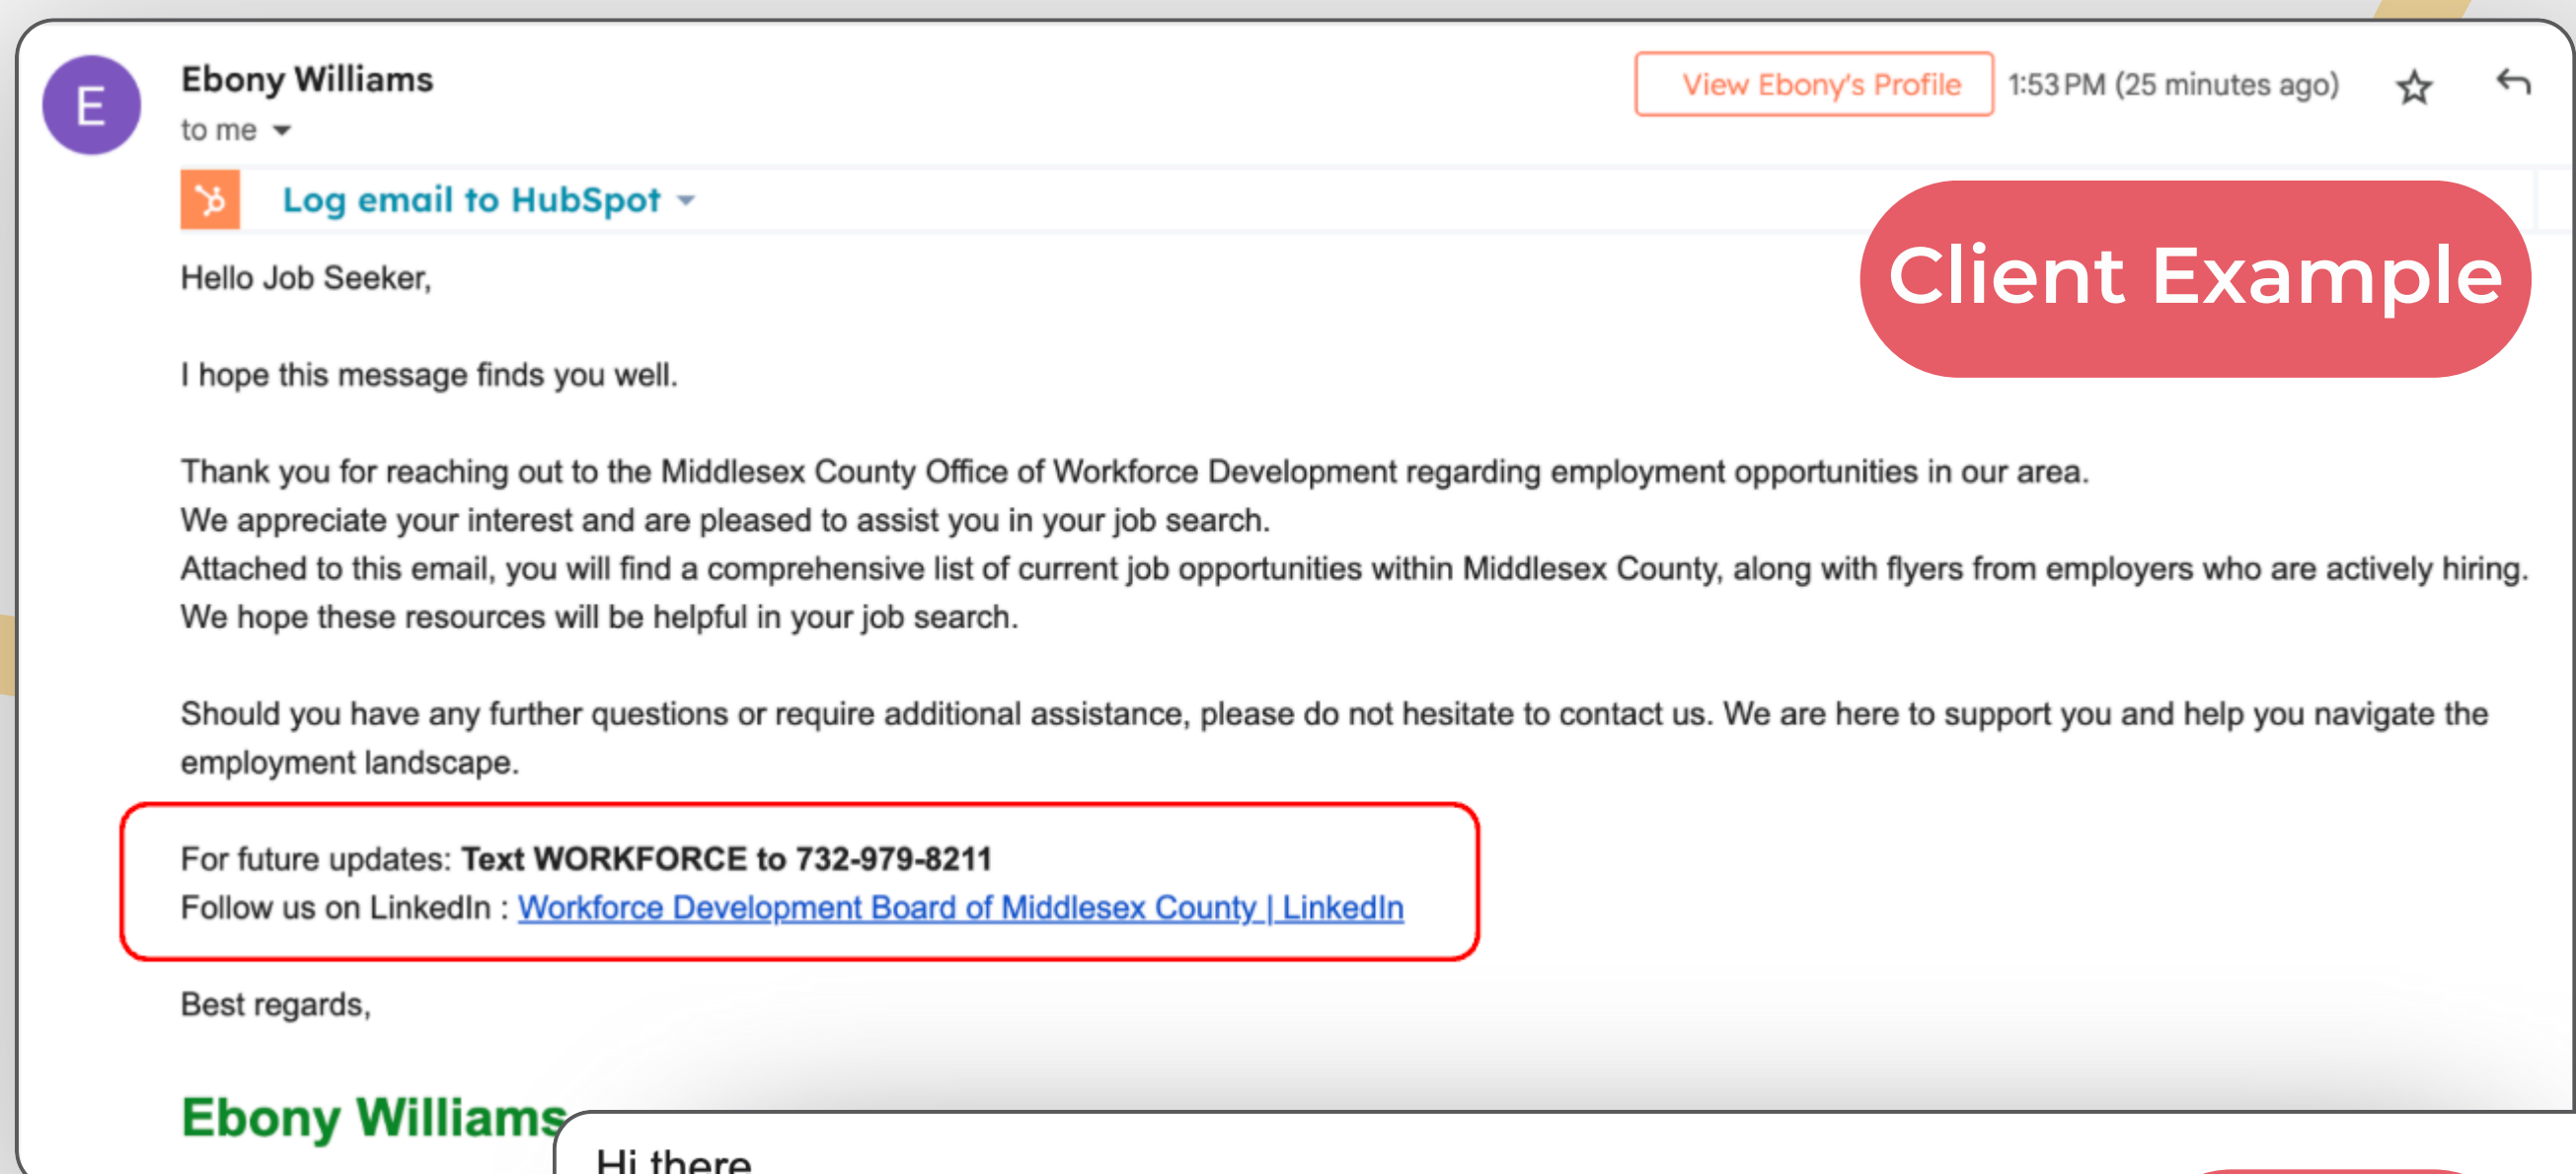 E
Ebony Williams
View Ebony's Profile
1:53 PM (25 minutes ago)
to me
Log email to HubSpot
Client Example
Hello Job Seeker,
I hope this message finds you well.
Thank you for reaching out to the Middlesex County Office of Workforce Development regarding employment opportunities in our area.
We appreciate your interest and are pleased to assist you in your job search.
Attached to this email, you will find a comprehensive list of current job opportunities within Middlesex County, along with flyers from employers who are actively hiring.
We hope these resources will be helpful in your job search.
Should you have any further questions or require additional assistance, please do not hesitate to contact us. We are here to support you and help you navigate the
employment landscape.
For future updates: Text WORKFORCE to 732-979-8211
Follow us on LinkedIn : Workforce Development Board of Middlesex County | LinkedIn
Best regards,
Ebony Williams
Hi there